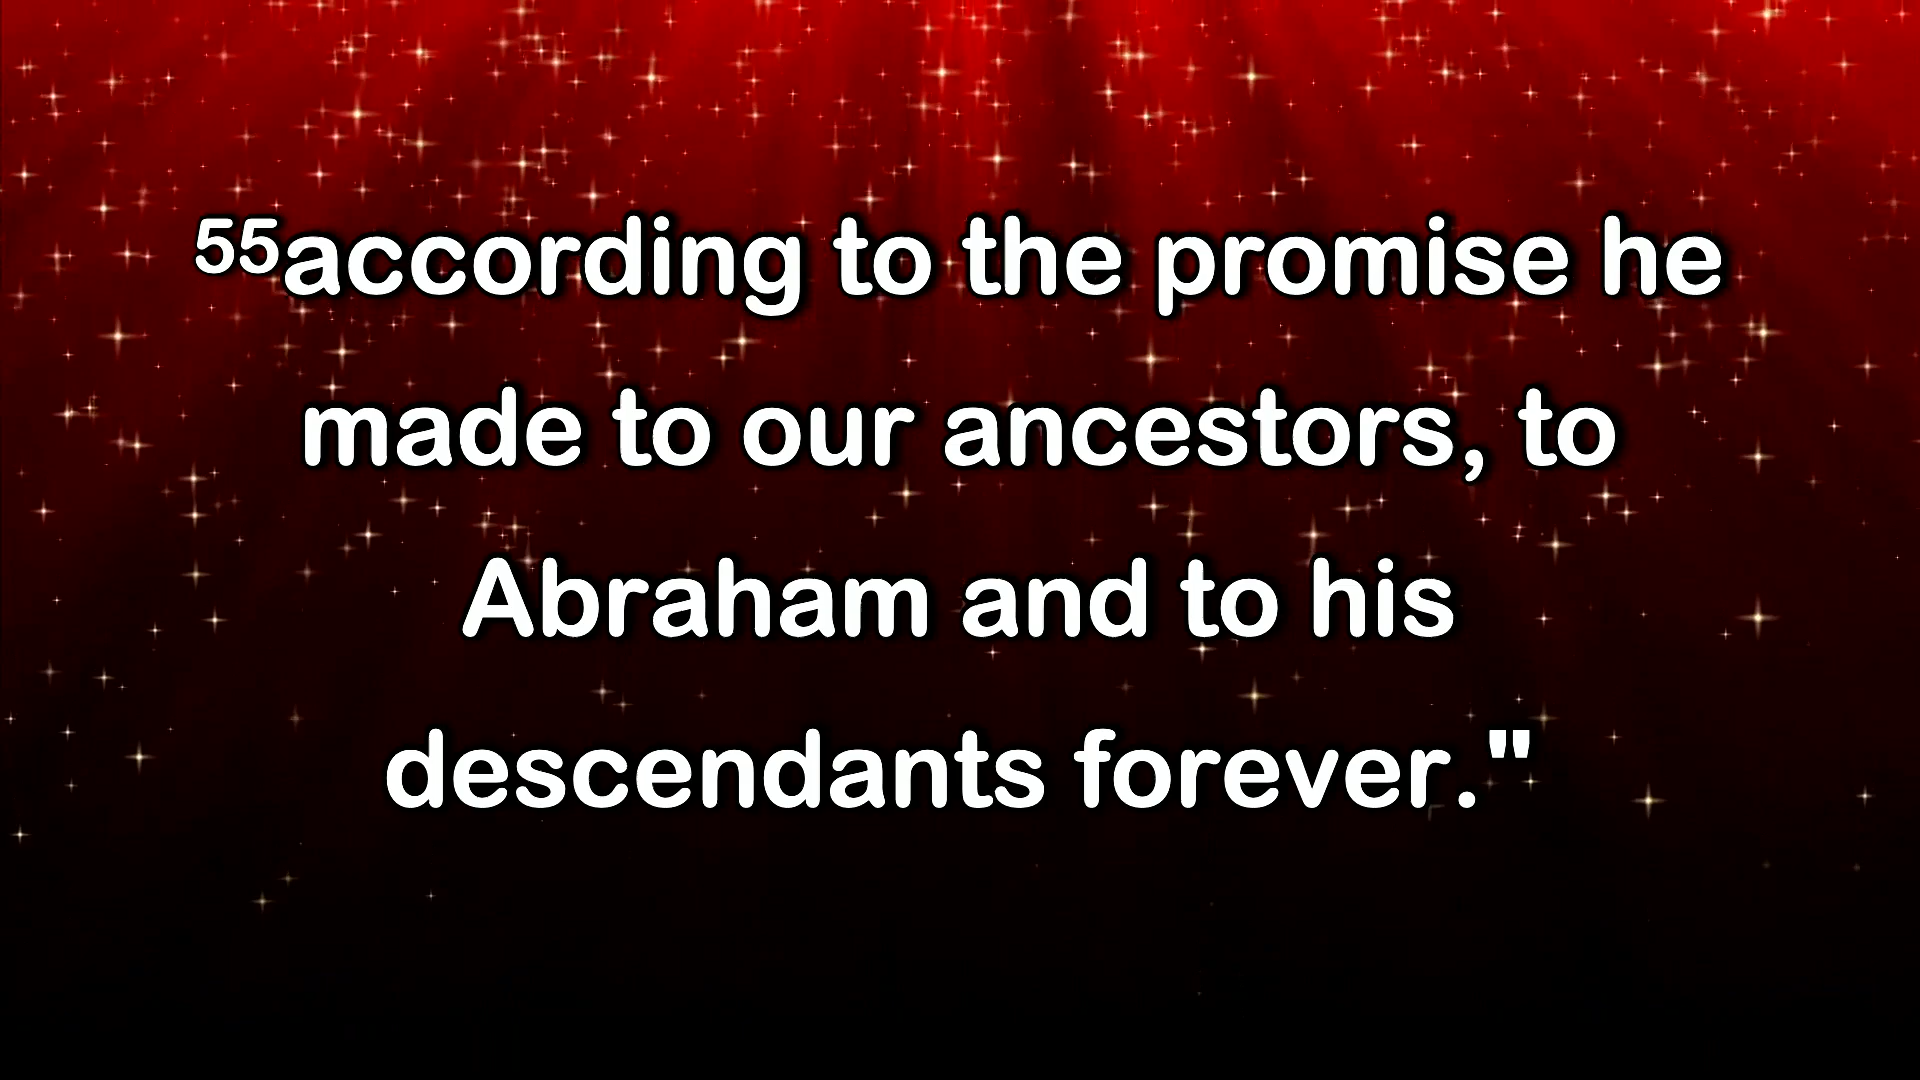 ⁵⁵according to the promise he
made to our ancestors, to
Abraham and to his
descendants forever."